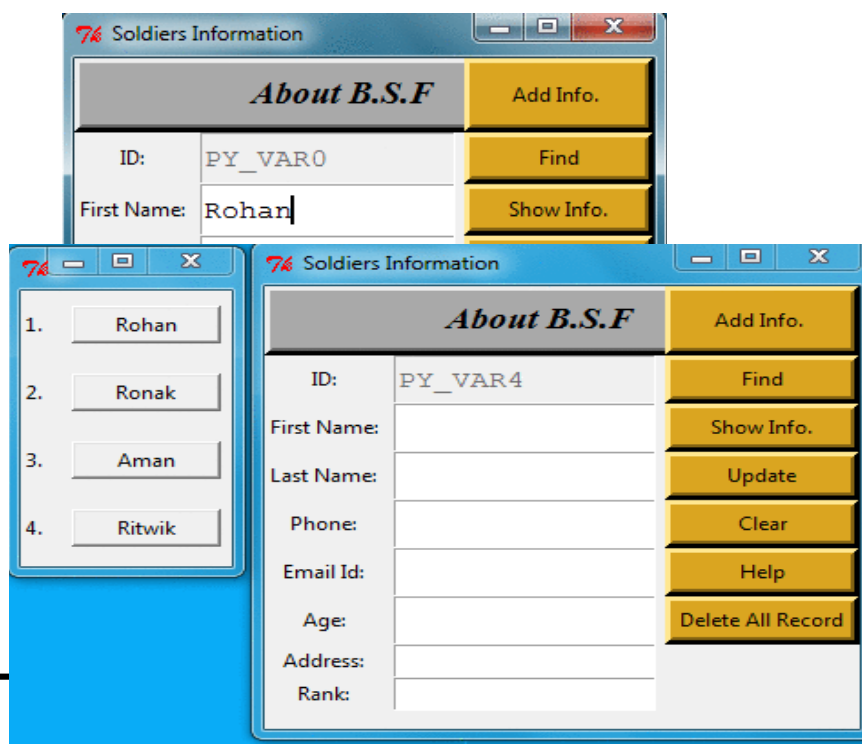 Soldiers Information
About B.S.F
Add Info.
ID:
PY_VAR0
Find
First Name:
Rohan
Show Info.
1. Rohan
2. Ronak
3. Aman
4. Ritwik
Soldiers Information
About B.S.F
Add Info.
ID:
PY_VAR4
Find
First Name:
Show Info.
Last Name:
Update
Phone:
Clear
Email Id:
Help
Age:
Delete All Record
Address:
Rank: